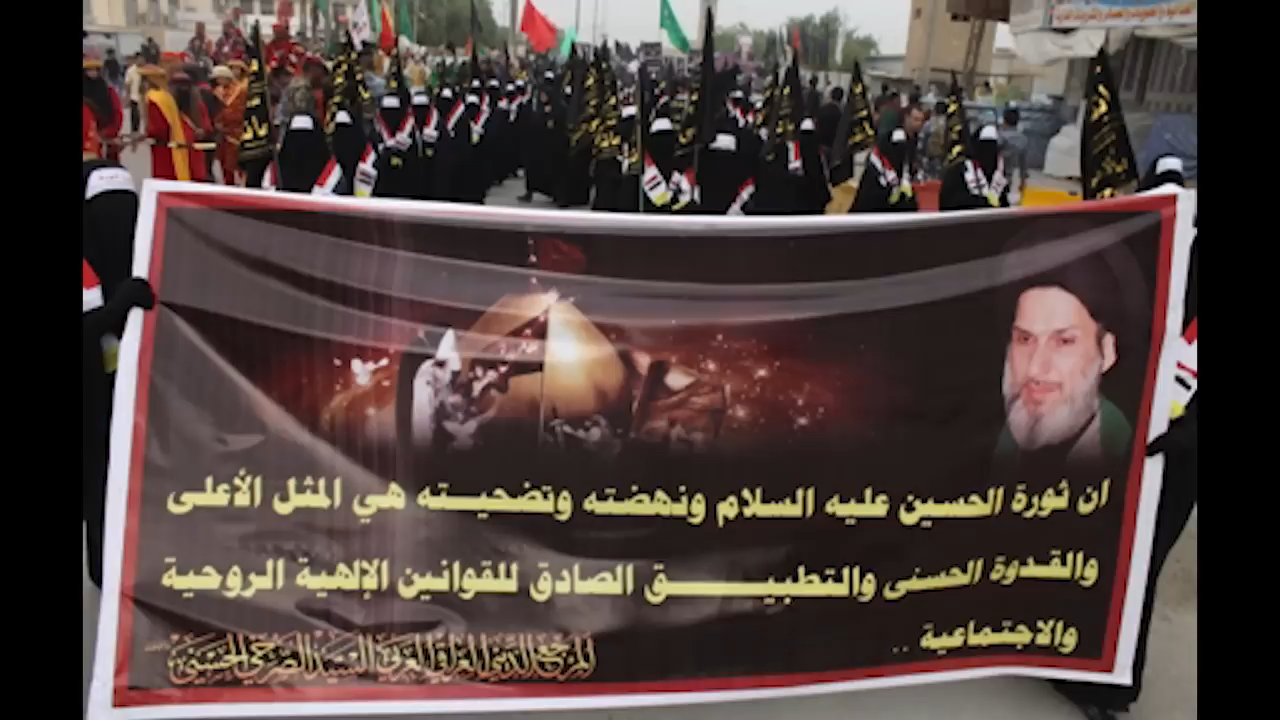 ان ثورة الحسين عليه السلام ونهضته وتضحيته هي المثل الأعلى
والقدوة الحسنى والتطبيق الصادق للقوانين الإلهية الروحية
والاجتماعية ..
المرجع الديني العراقي العربي السيد الصرخي الحسني